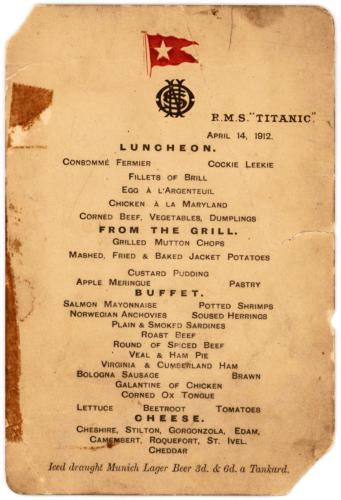 R.M.S. "TITANIC."
APRIL 14, 1912.
LUNCHEON.
CONSOMMÉ FERMIER COCKIE LEEKIE
FILLETS OF BRILL
EGG À L'ARGENTEUIL
CHICKEN À LA MARYLAND
CORNED BEEF, VEGETABLES, DUMPLINGS
FROM THE GRILL.
GRILLED MUTTON CHOPS
MASHED, FRIED & BAKED JACKET POTATOES
CUSTARD PUDDING
APPLE MERINGUE PASTRY
BUFFET.
SALMON MAYONNAISE POTTED SHRIMPS
NORWEGIAN ANCHOVIES SOUSED HERRINGS
PLAIN & SMOKED SARDINES
ROAST BEEF
ROUND OF SPICED BEEF
VEAL & HAM PIE
VIRGINIA & CUMBERLAND HAM
BOLOGNA SAUSAGE BRAWN
GALANTINE OF CHICKEN
CORNED OX TONGUE
LETTUCE BEETROOT TOMATOES
CHEESE.
CHESHIRE, STILTON, GORGONZOLA, EDAM,
CAMEMBERT, ROQUEFORT, ST. IVEL.
CHEDDAR
Iced draught Munich Lager Beer 3d. & 6d. a Tankard.